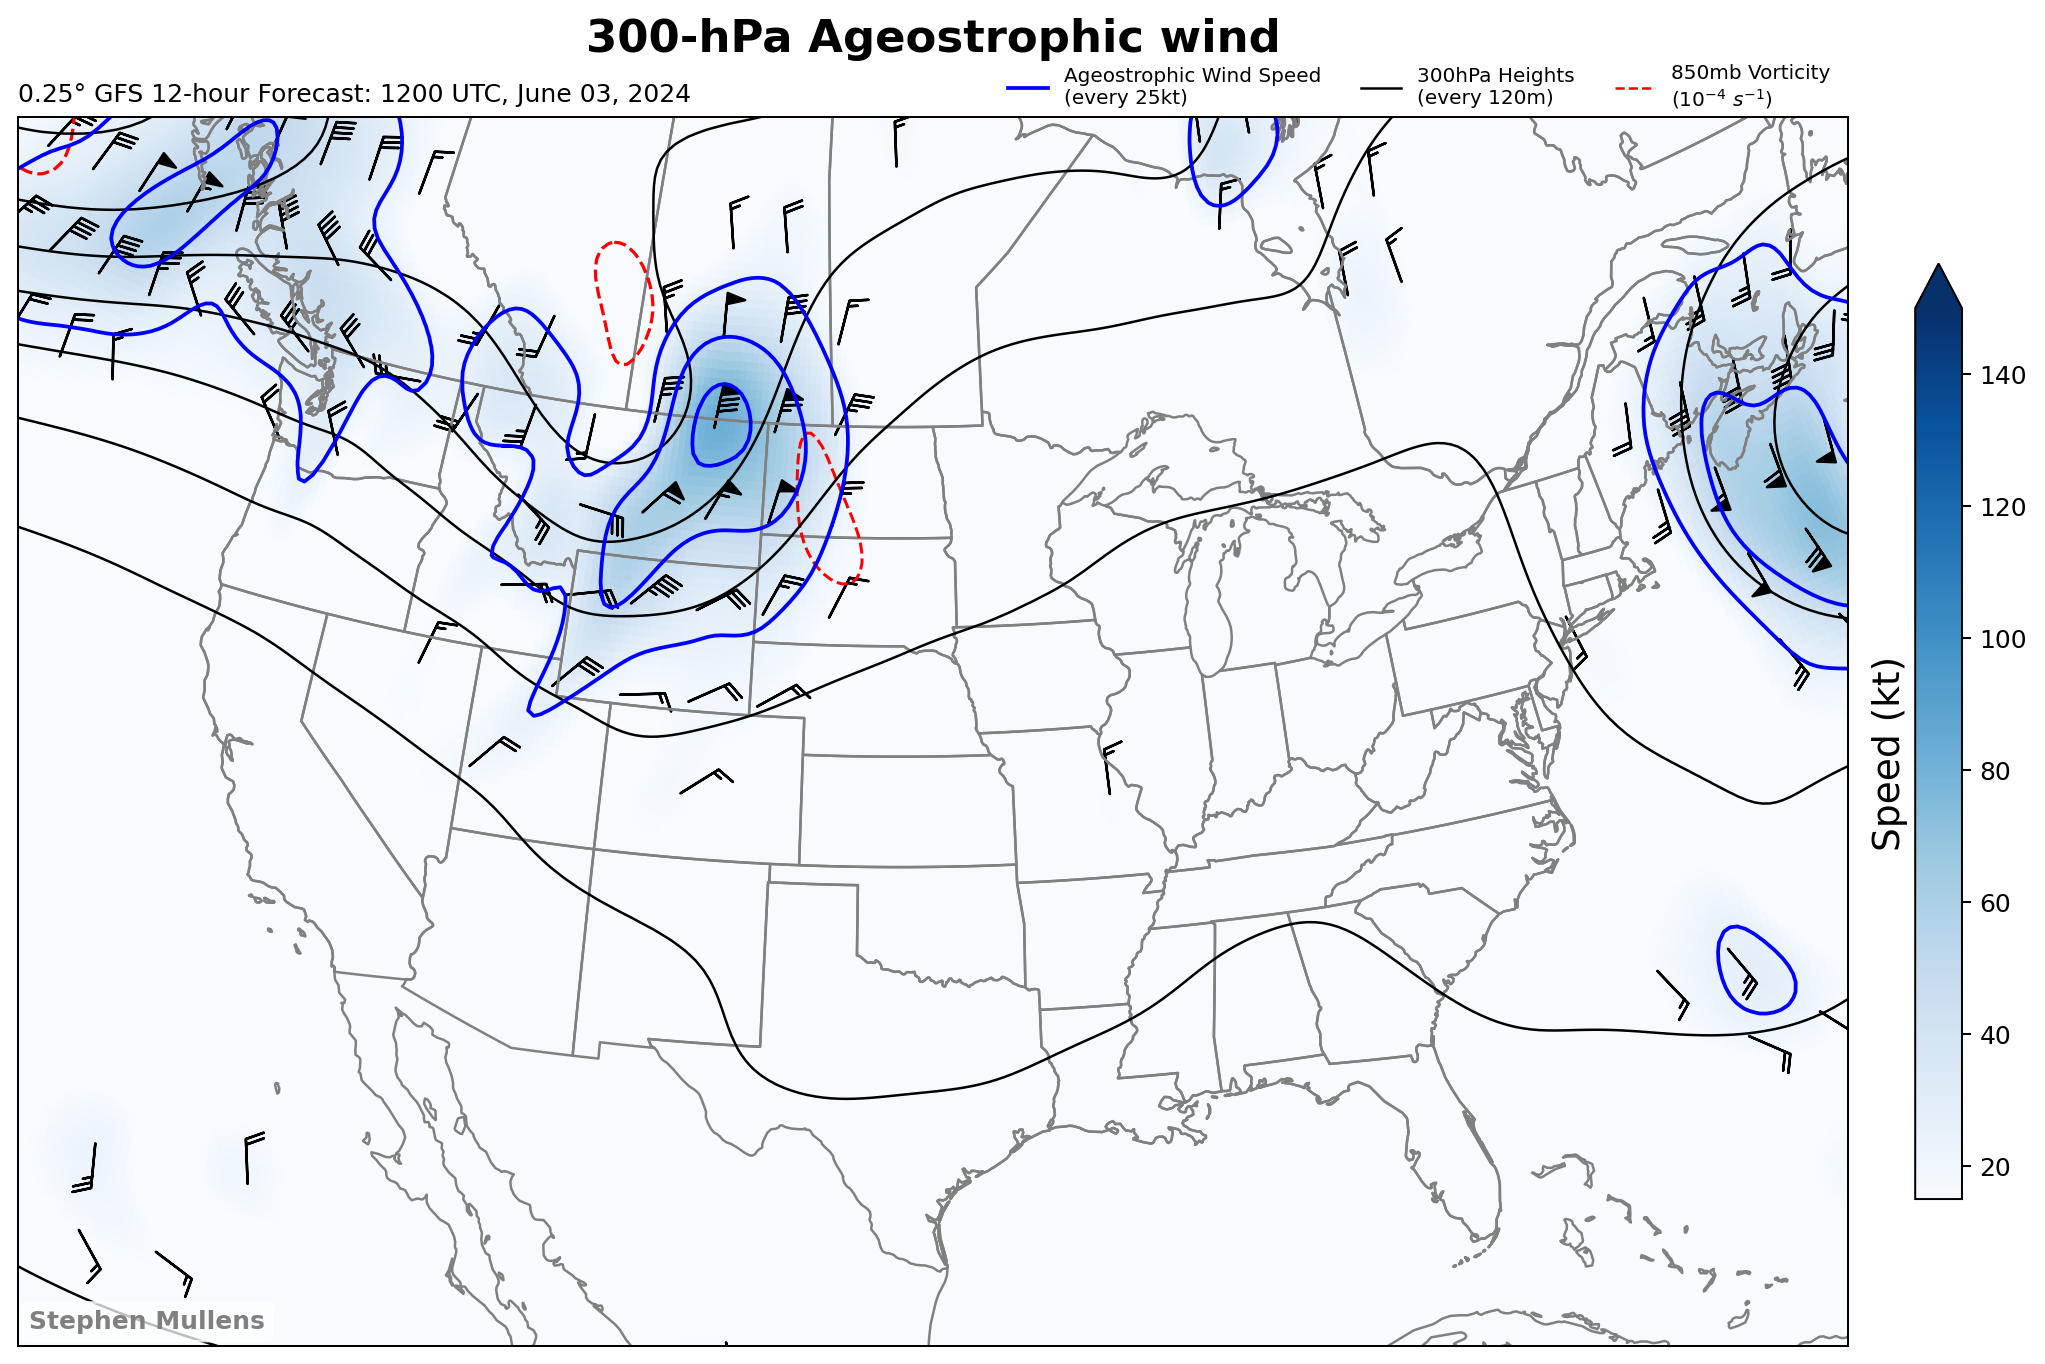 300-hPa Ageostrophic wind
0.25° GFS 12-hour Forecast: 1200 UTC, June 03, 2024
Ageostrophic Wind Speed
(every 25kt)
300hPa Heights
(every 120m)
850mb Vorticity
(10⁻⁴ s⁻¹)
140
120
100
80
60
40
20
Speed (kt)
Stephen Mullens